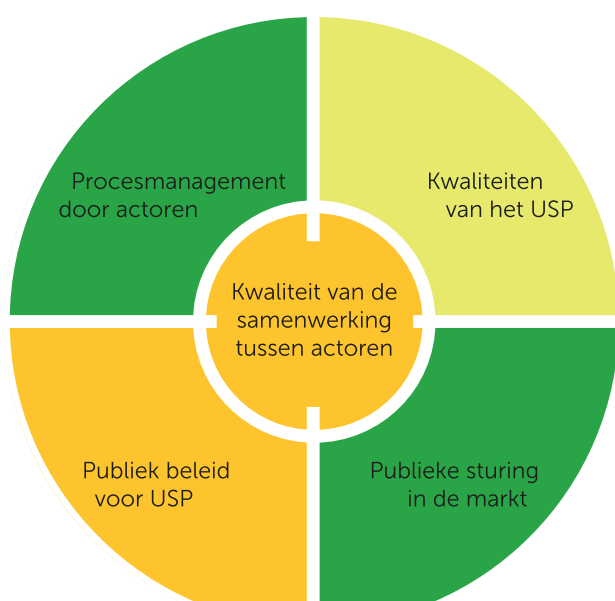 Procesmanagement
door actoren
Kwaliteiten
van het USP
Kwaliteit van de
samenwerking
tussen actoren
Publiek beleid
voor USP
Publieke sturing
in de markt